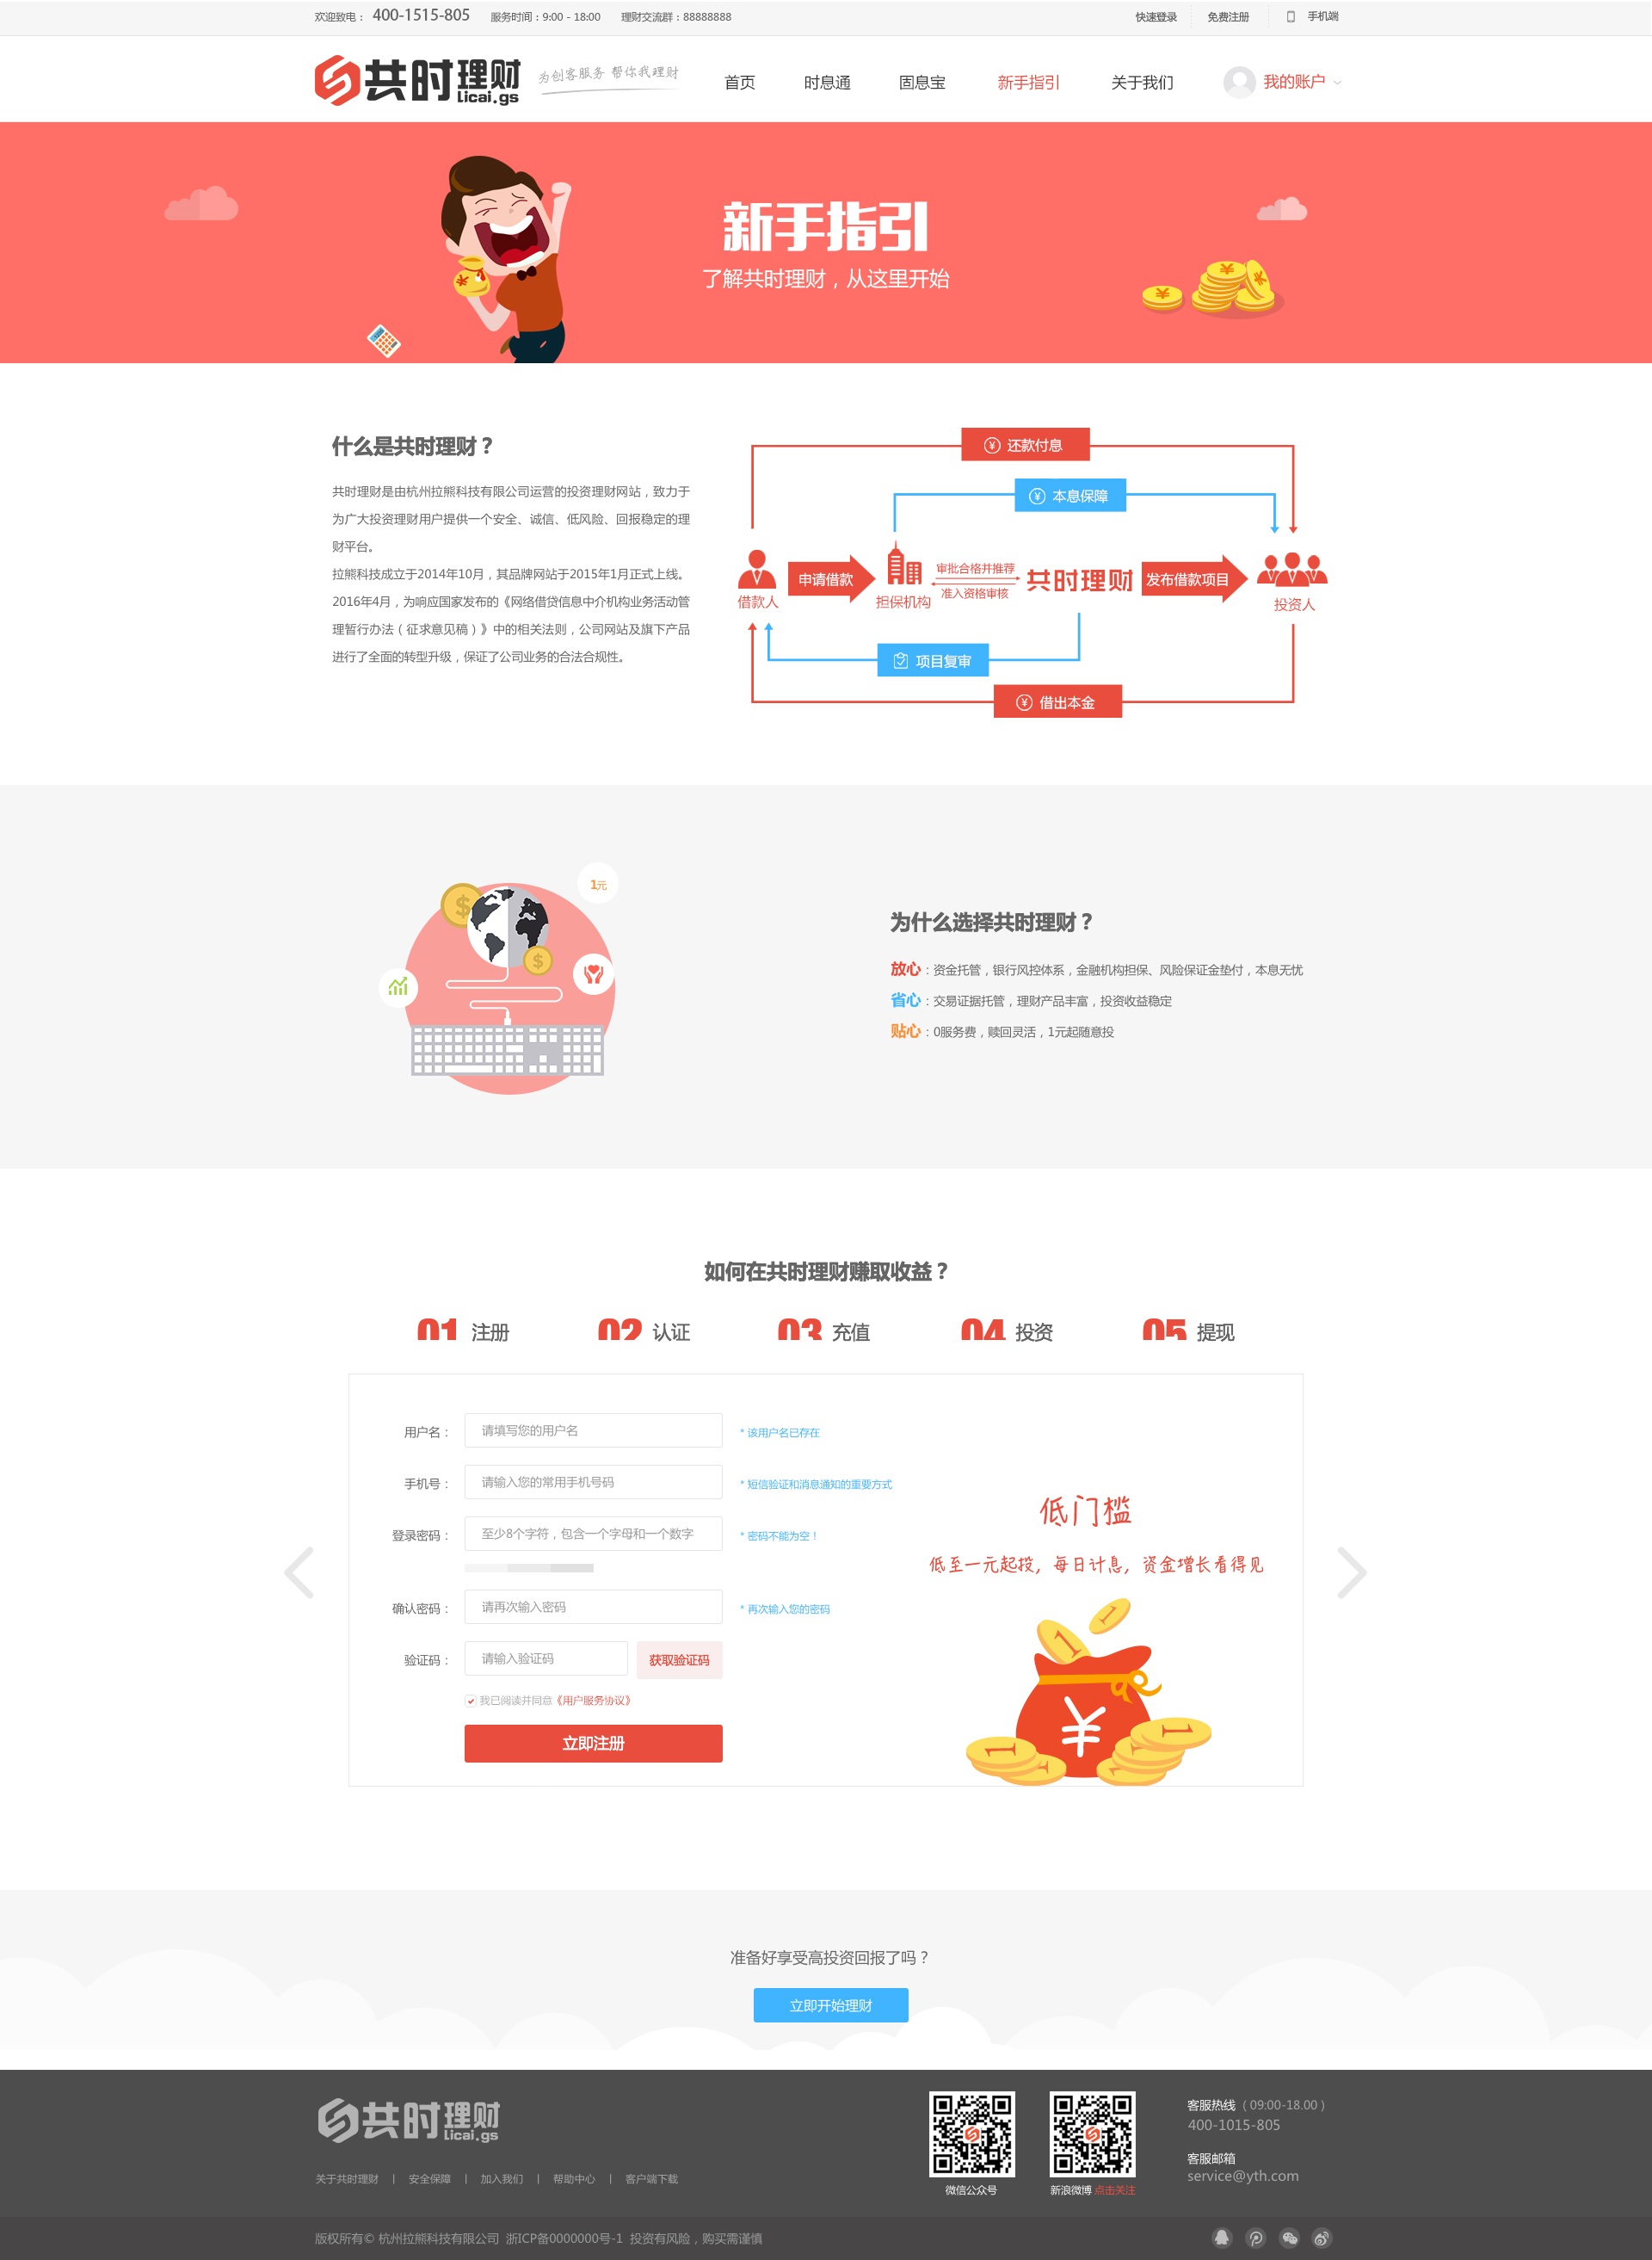 欢迎致电： 400-1515-805 服务时间：9:00 - 18:00 理财交流群：88888888 快速登录 免费注册 手机端
共时理财 licai.gs 为创客服务 帮你我理财 首页 时息通 固息宝 新手指引 关于我们 我的账户
新手指引
了解共时理财，从这里开始
什么是共时理财？
共时理财是由杭州拉熊科技有限公司运营的投资理财网站，致力于
为广大投资理财用户提供一个安全、诚信、低风险、回报稳定的理
财平台。
拉熊科技成立于2014年10月，其品牌网站于2015年1月正式上线。
2016年4月，为响应国家发布的《网络借贷信息中介机构业务活动管
理暂行办法（征求意见稿）》中的相关法则，公司网站及旗下产品
进行了全面的转型升级，保证了公司业务的合法合规性。
还款付息
本息保障
借款人
申请借款
担保机构
审批合格并推荐
准入资格审核
共时理财
发布借款项目
投资人
项目复审
借出本金
1元
为什么选择共时理财？
放心：资金托管，银行风控体系，金融机构担保、风险保证金垫付，本息无忧
省心：交易证据托管，理财产品丰富，投资收益稳定
贴心：0服务费，赎回灵活，1元起随意投
如何在共时理财赚取收益？
01 注册 02 认证 03 充值 04 投资 05 提现
用户名： 请填写您的用户名 * 该用户名已存在
手机号： 请输入您的常用手机号码 * 短信验证和消息通知的重要方式
登录密码： 至少8个字符，包含一个字母和一个数字 * 密码不能为空！
确认密码： 请再次输入密码 * 再次输入您的密码
验证码： 请输入验证码 获取验证码
我已阅读并同意《用户服务协议》
立即注册
低门槛
低至一元起投，每日计息，资金增长看得见
准备好享受高投资回报了吗？
立即开始理财
共时理财 licai.gs
关于共时理财 | 安全保障 | 加入我们 | 帮助中心 | 客户端下载
微信公众号
新浪微博 点击关注
客服热线（09:00-18.00）
400-1015-805
客服邮箱
service@yth.com
版权所有© 杭州拉熊科技有限公司 浙ICP备0000000号-1 投资有风险，购买需谨慎